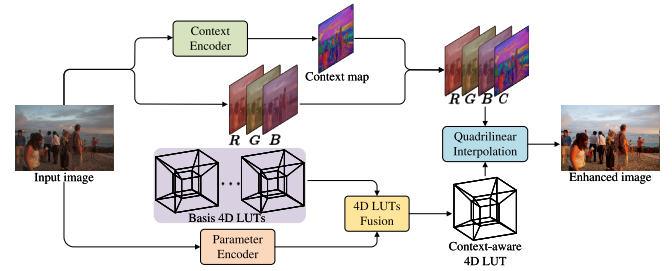 Context
Encoder
Context map
R G B
R G B C
Input image
Quadrilinear
Interpolation
Enhanced image
Basis 4D LUTs
4D LUTs
Fusion
Context-aware
4D LUT
Parameter
Encoder